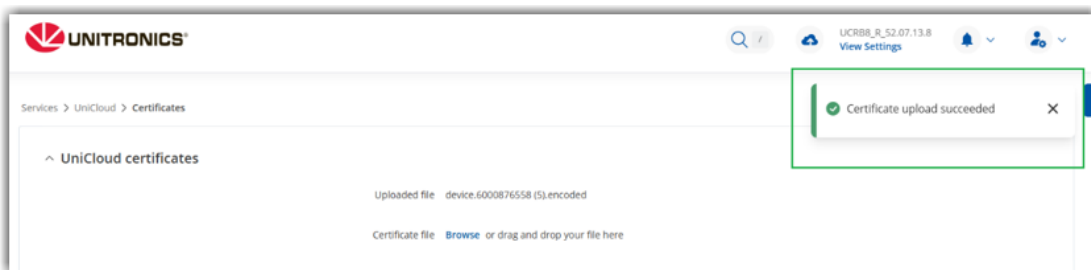 UNITRONICS®
/
UCRB8_R_S2.07.13.8
View Settings
Services > UniCloud > Certificates
Certificate upload succeeded
UniCloud certificates
Uploaded file device.6000876558 (5).encoded
Certificate file Browse or drag and drop your file here